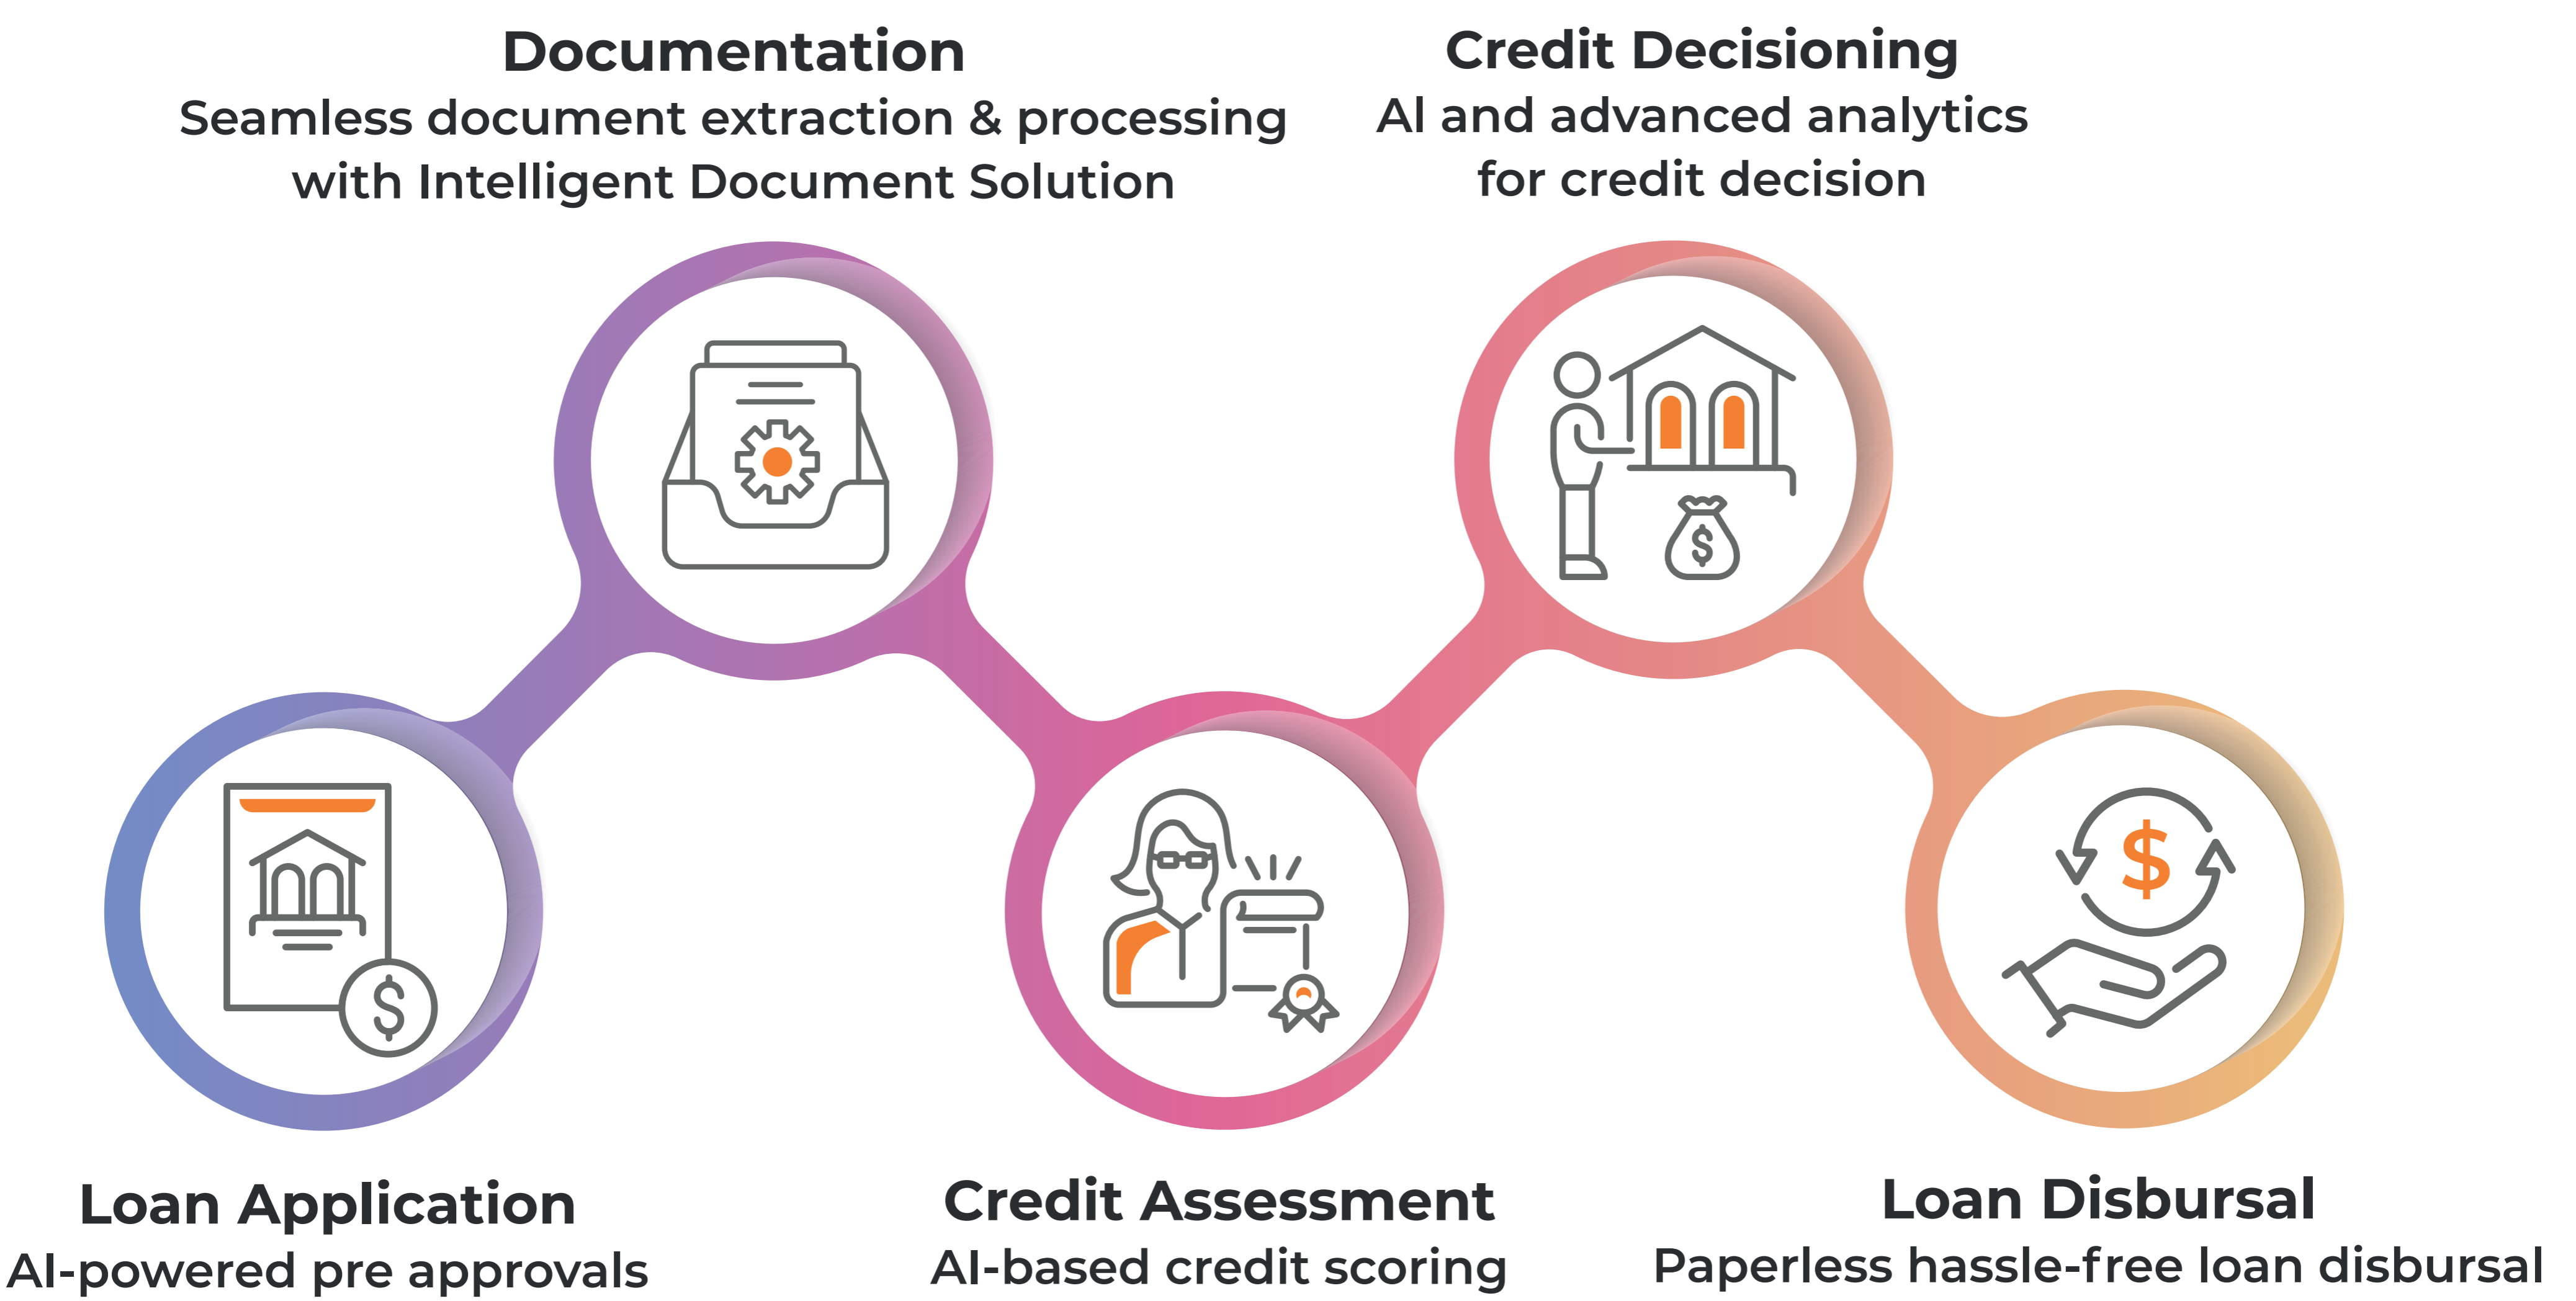 Documentation
Seamless document extraction & processing
with Intelligent Document Solution
Credit Decisioning
AI and advanced analytics
for credit decision
$
$
$
Loan Application
AI-powered pre approvals
Credit Assessment
AI-based credit scoring
Loan Disbursal
Paperless hassle-free loan disbursal